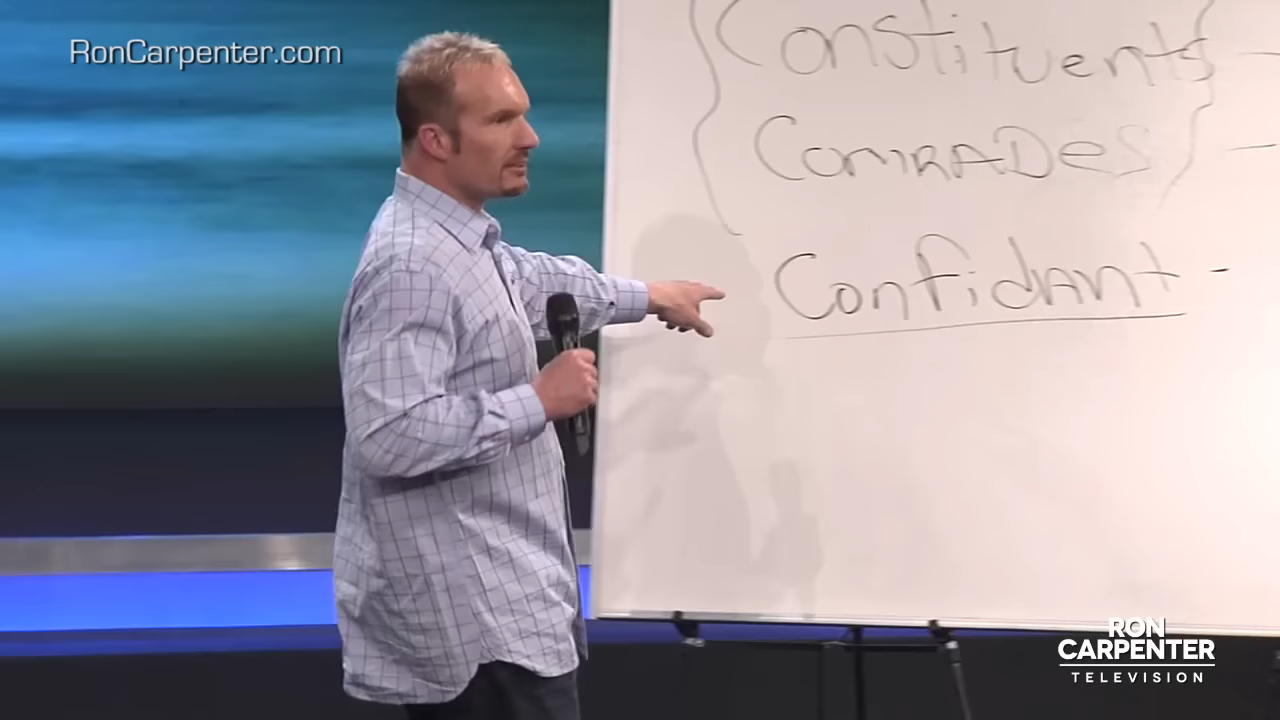 RonCarpenter.com
Constituents -
ComRADes -
ConfidAnt -
RON
CARPENTER
TELEVISION